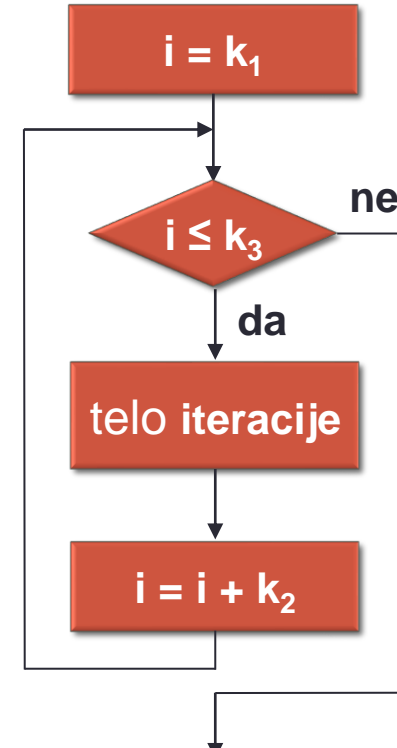 i = k₁
i ≤ k₃
ne
da
telo iteracije
i = i + k₂